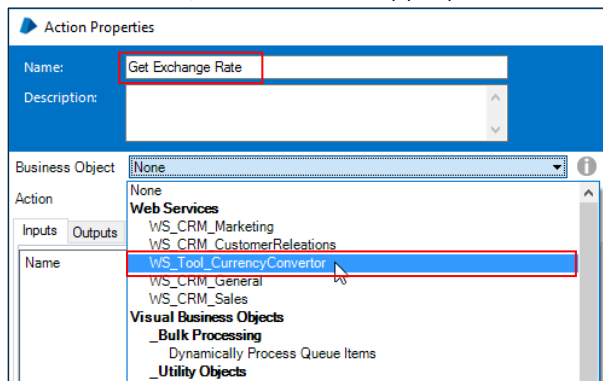 Action Properties
Name: Get Exchange Rate
Description:
Business Object None
Action None
Web Services
Inputs Outputs WS_CRM_Marketing
WS_CRM_CustomerReleations
Name WS_Tool_CurrencyConvertor
WS_CRM_General
WS_CRM_Sales
Visual Business Objects
_Bulk Processing
Dynamically Process Queue Items
_Utility Objects